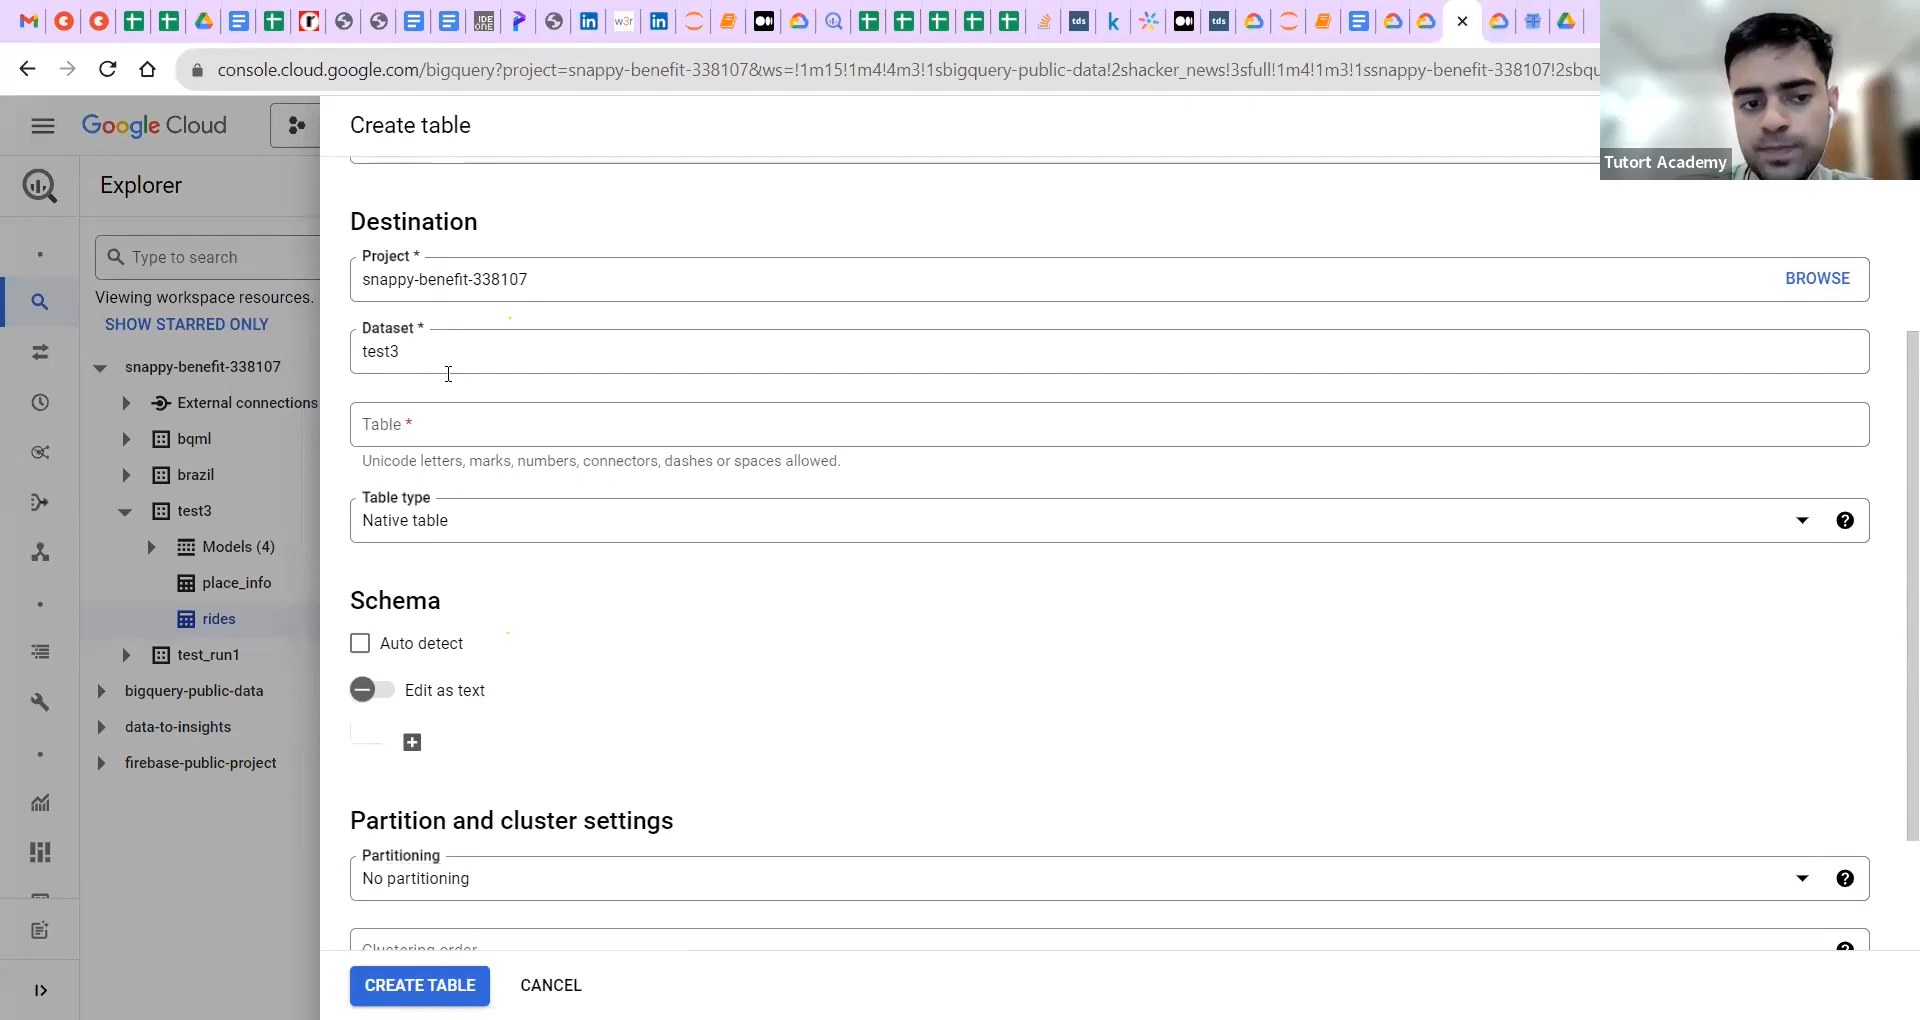 w3r
IDE
ONE
tds
k
tds
console.cloud.google.com/bigquery?project=snappy-benefit-338107&ws=!1m15!1m4!4m3!1sbigquery-public-data!2shacker_news!3sfull!1m4!1m3!1ssnappy-benefit-338107!2sbqu
Google Cloud
Create table
Tutort Academy
Explorer
Type to search
Viewing workspace resources.
SHOW STARRED ONLY
snappy-benefit-338107
External connections
bqml
brazil
test3
Models (4)
place_info
rides
test_run1
bigquery-public-data
data-to-insights
firebase-public-project
Destination
Project *
snappy-benefit-338107
BROWSE
Dataset *
test3
Table *
Unicode letters, marks, numbers, connectors, dashes or spaces allowed.
Table type
Native table
Schema
Auto detect
Edit as text
Partition and cluster settings
Partitioning
No partitioning
Clustering order
CREATE TABLE
CANCEL